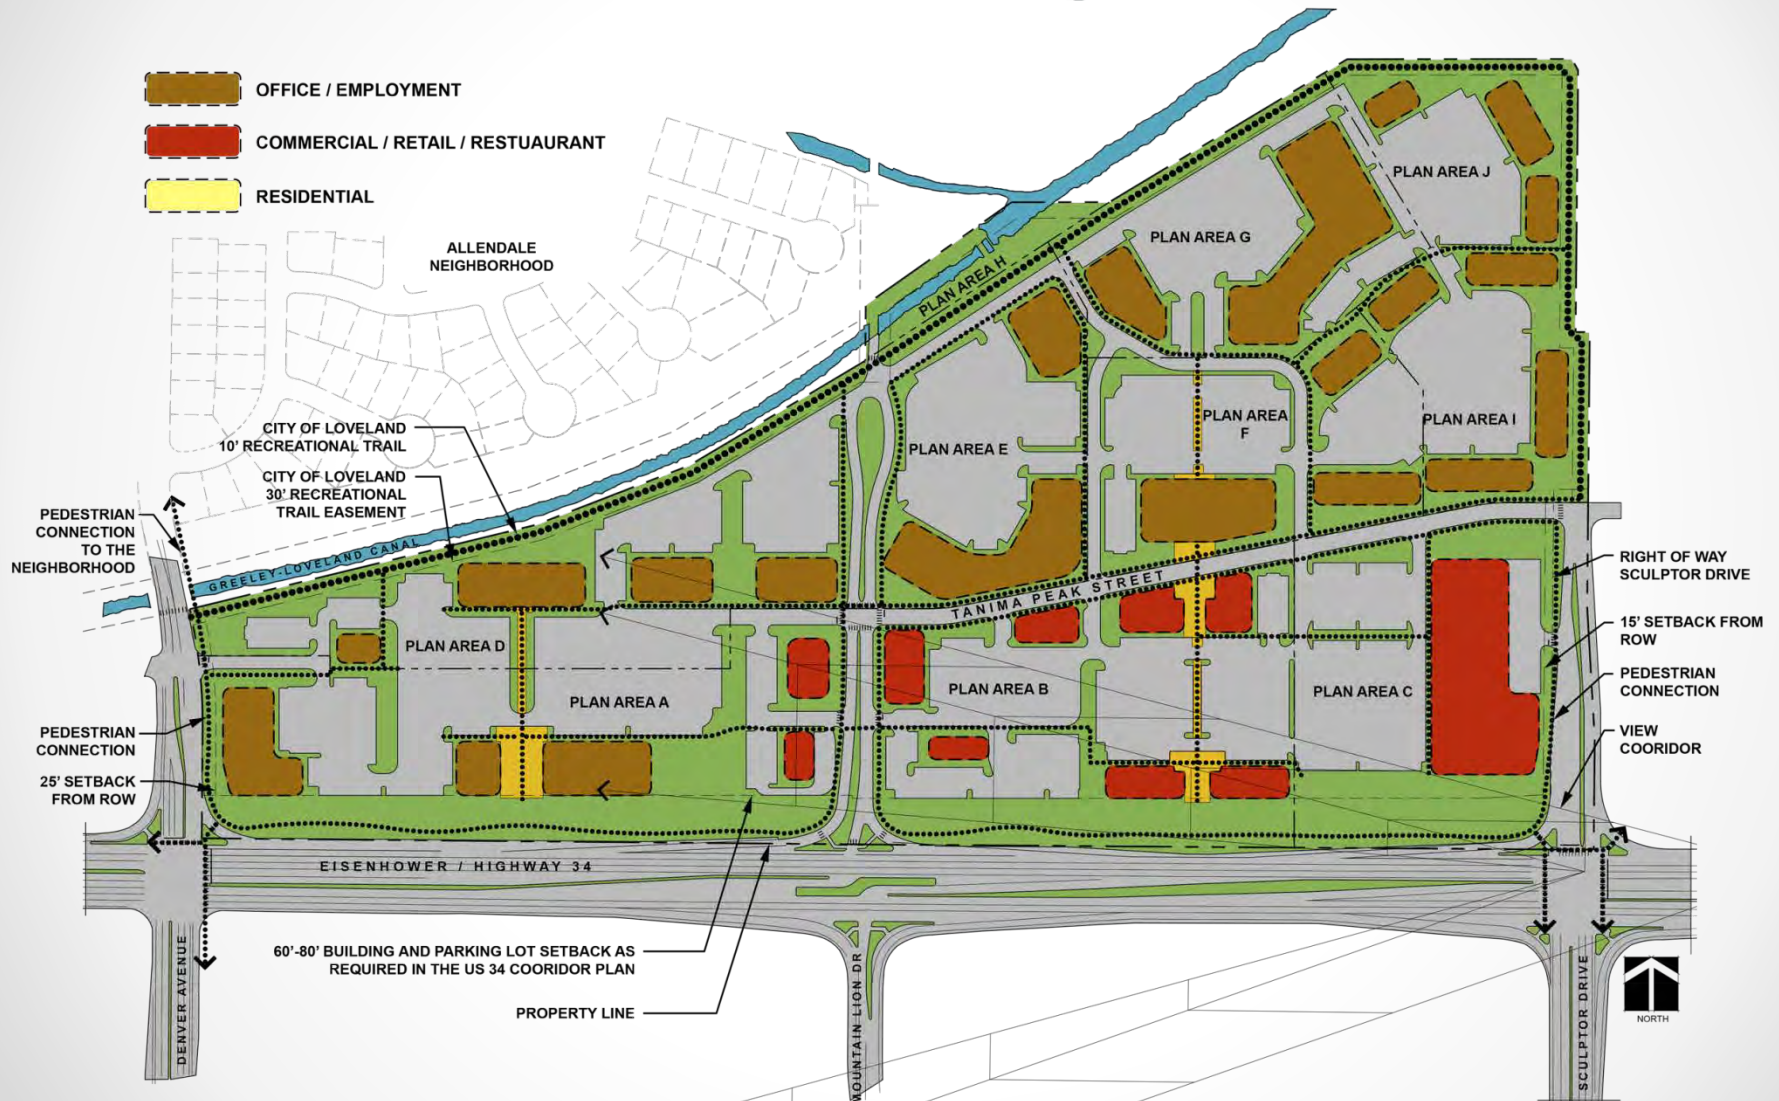 OFFICE / EMPLOYMENT
COMMERCIAL / RETAIL / RESTUAURANT
RESIDENTIAL
ALLENDALE
NEIGHBORHOOD
PLAN AREA J
PLAN AREA G
PLAN AREA H
PLAN AREA
F
PLAN AREA I
PLAN AREA E
CITY OF LOVELAND
10' RECREATIONAL TRAIL
CITY OF LOVELAND
30' RECREATIONAL
TRAIL EASEMENT
PEDESTRIAN
CONNECTION
TO THE
NEIGHBORHOOD
GREELEY-LOVELAND CANAL
TANIMA PEAK STREET
RIGHT OF WAY
SCULPTOR DRIVE
15' SETBACK FROM
ROW
PEDESTRIAN
CONNECTION
VIEW
COORIDOR
PLAN AREA D
PLAN AREA A
PLAN AREA B
PLAN AREA C
PEDESTRIAN
CONNECTION
25' SETBACK
FROM ROW
EISENHOWER / HIGHWAY 34
60'-80' BUILDING AND PARKING LOT SETBACK AS
REQUIRED IN THE US 34 COORIDOR PLAN
PROPERTY LINE
DENVER AVENUE
MOUNTAIN LION DR
SCULPTOR DRIVE
NORTH